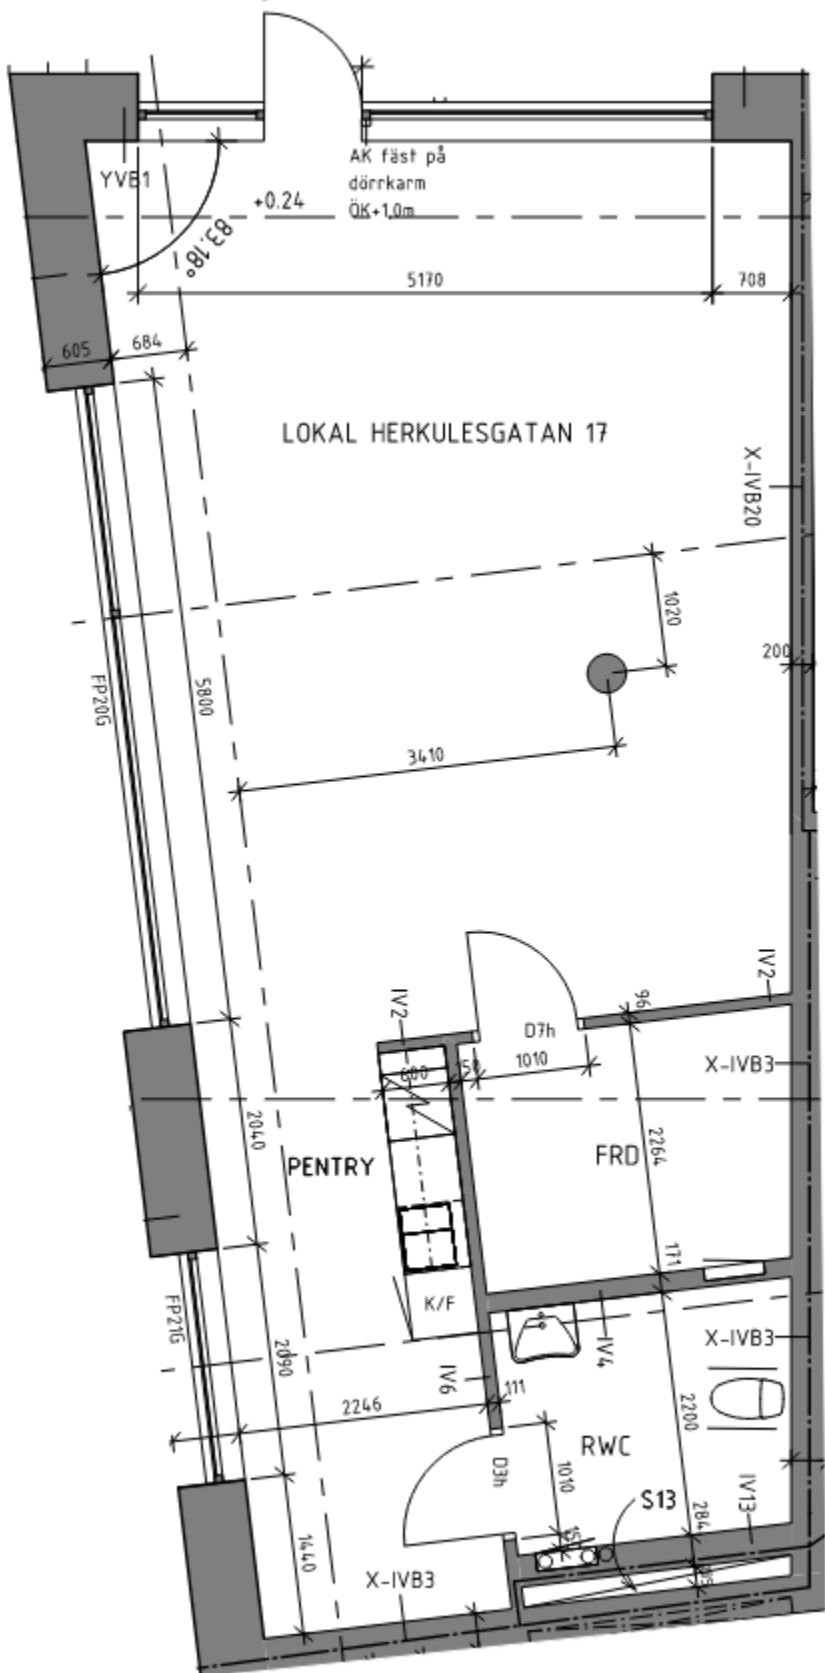 AK fäst på
dörrkarm
ÖK+1,0m
YVB1
+0.24
83.18°
5170
708
605
684
LOKAL HERKULESGATAN 17
X-IVB20
1020
200
FP20G
5800
3410
IV2
IV2
96
D7h
1010
600
50
X-IVB3
2040
PENTRY
FRD
2264
171
K/F
FP21G
IV4
X-IVB3
2090
IV6
111
2246
2200
RWC
D3h
1010
S13
IV13
284
15
1440
X-IVB3